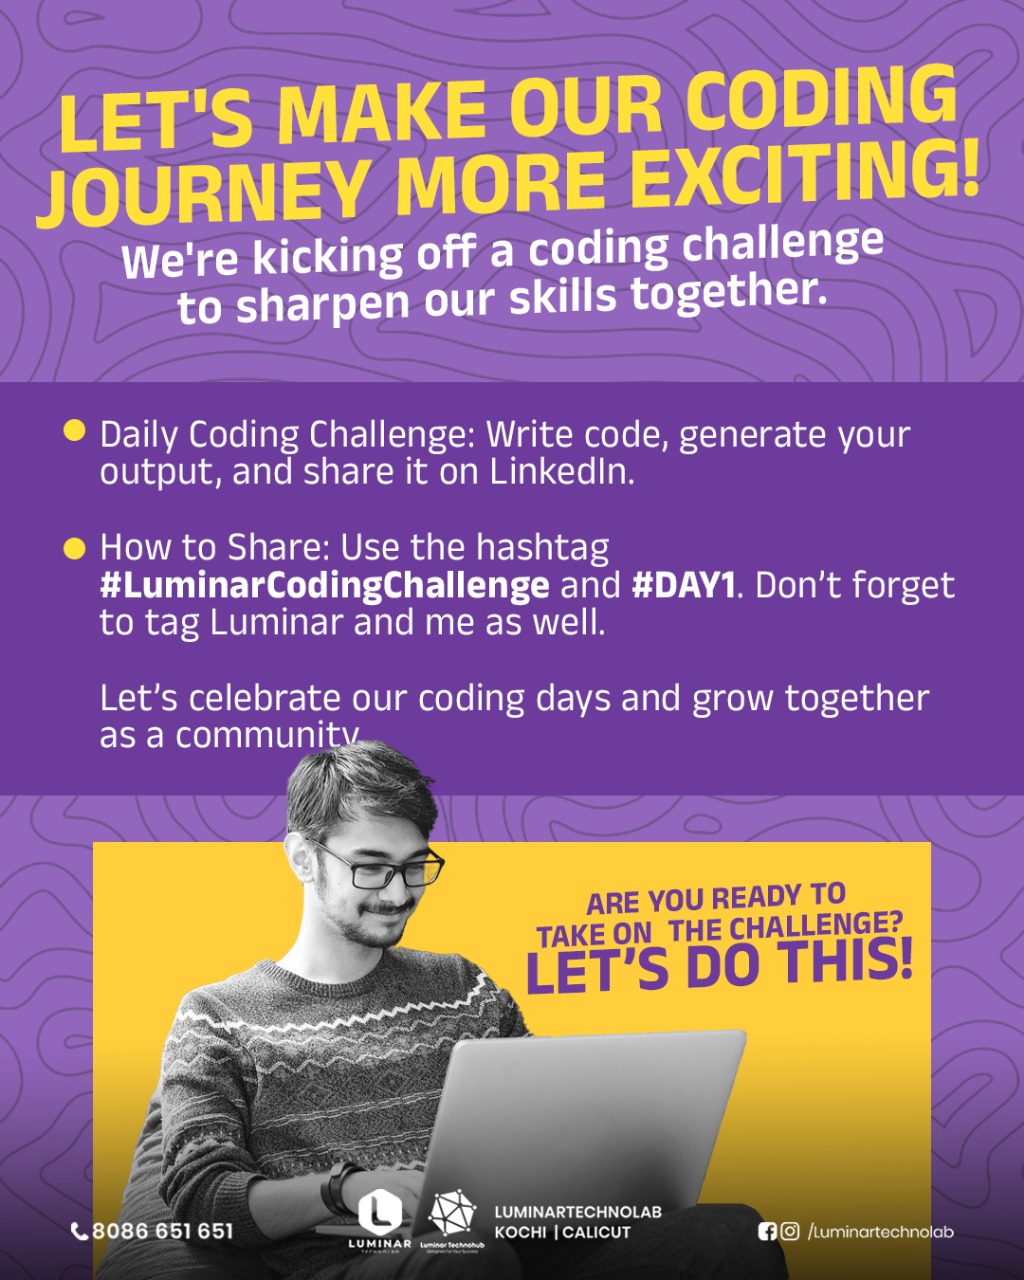 LET'S MAKE OUR CODING
JOURNEY MORE EXCITING!
We're kicking off a coding challenge
to sharpen our skills together.
Daily Coding Challenge: Write code, generate your
output, and share it on LinkedIn.
How to Share: Use the hashtag
#LuminarCodingChallenge and #DAY1. Don’t forget
to tag Luminar and me as well.
Let’s celebrate our coding days and grow together
as a community
ARE YOU READY TO
TAKE ON THE CHALLENGE?
LET’S DO THIS!
8086 651 651
LUMINAR
TECHNOLAB
Luminar Technohub
LUMINARTECHNOLAB
KOCHI | CALICUT
/Luminartechnolab